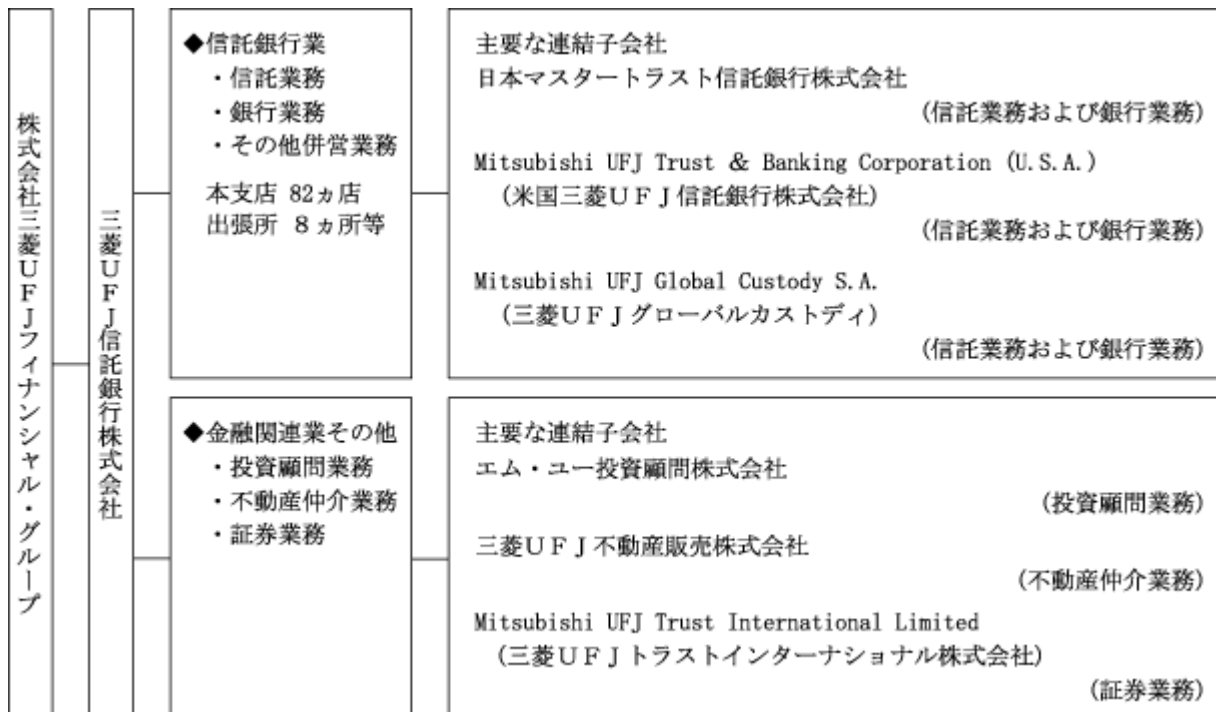 株式会社三菱ＵＦＪフィナンシャル・グループ
三菱ＵＦＪ信託銀行株式会社
◆信託銀行業
・信託業務
・銀行業務
・その他併営業務
本支店 82ヵ店
出張所 8ヵ所等
主要な連結子会社
日本マスタートラスト信託銀行株式会社
(信託業務および銀行業務)
Mitsubishi UFJ Trust & Banking Corporation (U.S.A.)
(米国三菱ＵＦＪ信託銀行株式会社)
(信託業務および銀行業務)
Mitsubishi UFJ Global Custody S.A.
(三菱ＵＦＪグローバルカストディ)
(信託業務および銀行業務)
◆金融関連業その他
・投資顧問業務
・不動産仲介業務
・証券業務
主要な連結子会社
エム・ユー投資顧問株式会社
(投資顧問業務)
三菱ＵＦＪ不動産販売株式会社
(不動産仲介業務)
Mitsubishi UFJ Trust International Limited
(三菱ＵＦＪトラストインターナショナル株式会社)
(証券業務)